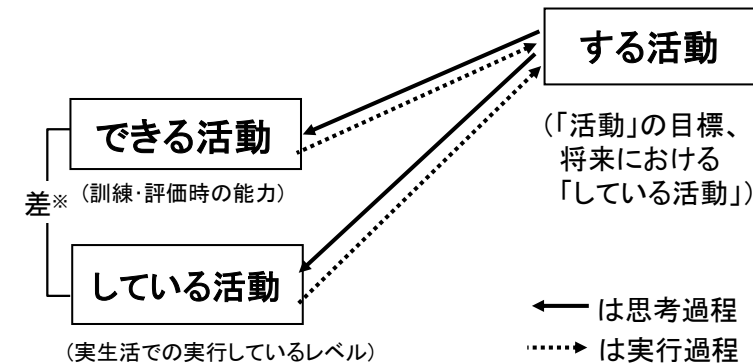 する活動
(「活動」の目標、
将来における
「している活動」)
できる活動
(訓練・評価時の能力)
差※
している活動
(実生活での実行しているレベル)
は思考過程
は実行過程